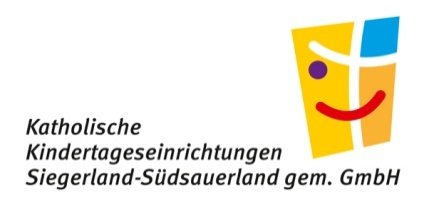 Katholische
Kindertageseinrichtungen
Siegerland-Südsauerland gem. GmbH